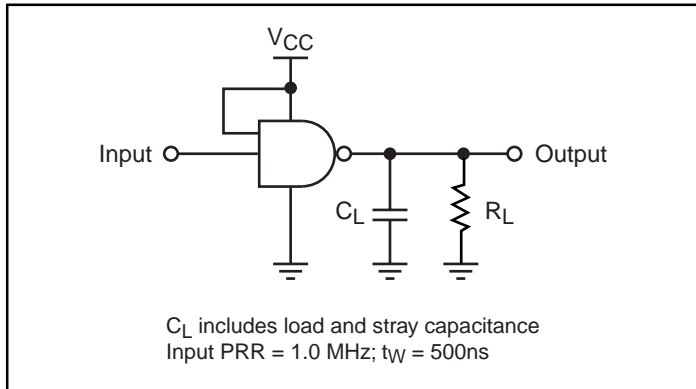 VCC
Input
Output
CL
RL
CL includes load and stray capacitance
Input PRR = 1.0 MHz; tW = 500ns